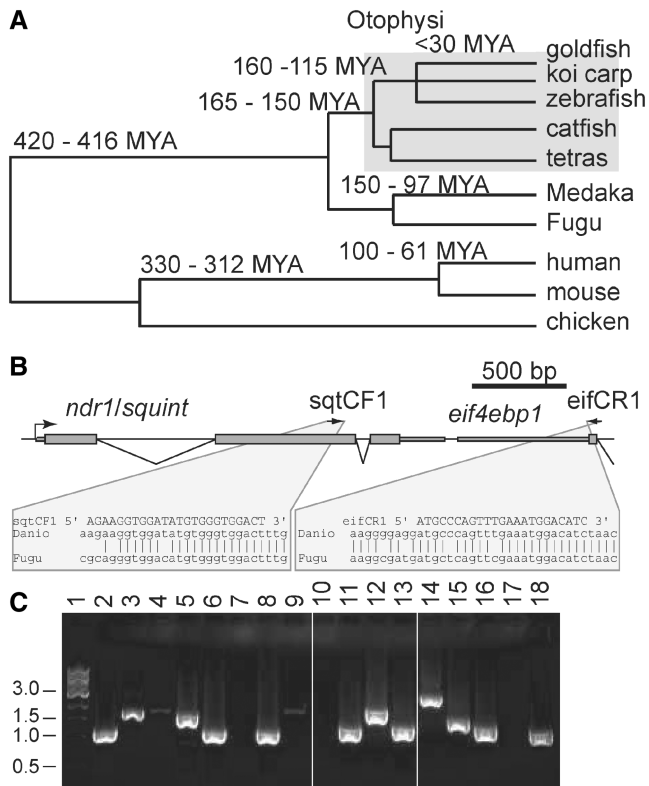 A
Otophysi
<30 MYA
goldfish
160 -115 MYA
koi carp
165 - 150 MYA
zebrafish
420 - 416 MYA
catfish
tetras
150 - 97 MYA
Medaka
Fugu
100 - 61 MYA
human
330 - 312 MYA
mouse
chicken
B
500 bp
ndr1/squint
sqtCF1
eif4ebp1
eifCR1
sqtCF1 5' AGAAGGTGGATATGTGGGTGGACT 3'
Danio aagaaggtggatatgtgggtggactttg
Fugu cgcagggtggacatgtgggtggactttg
eifCR1 5' ATGCCCAGTTTGAAATGGACATC 3'
Danio aaggggaggatgcccagtttgaaatggacatctaac
Fugu aaggcgatgatgctcagttcgaaatggacatctaac
C
1 2 3 4 5 6 7 8 9 10 11 12 13 14 15 16 17 18
3.0
1.5
1.0
0.5